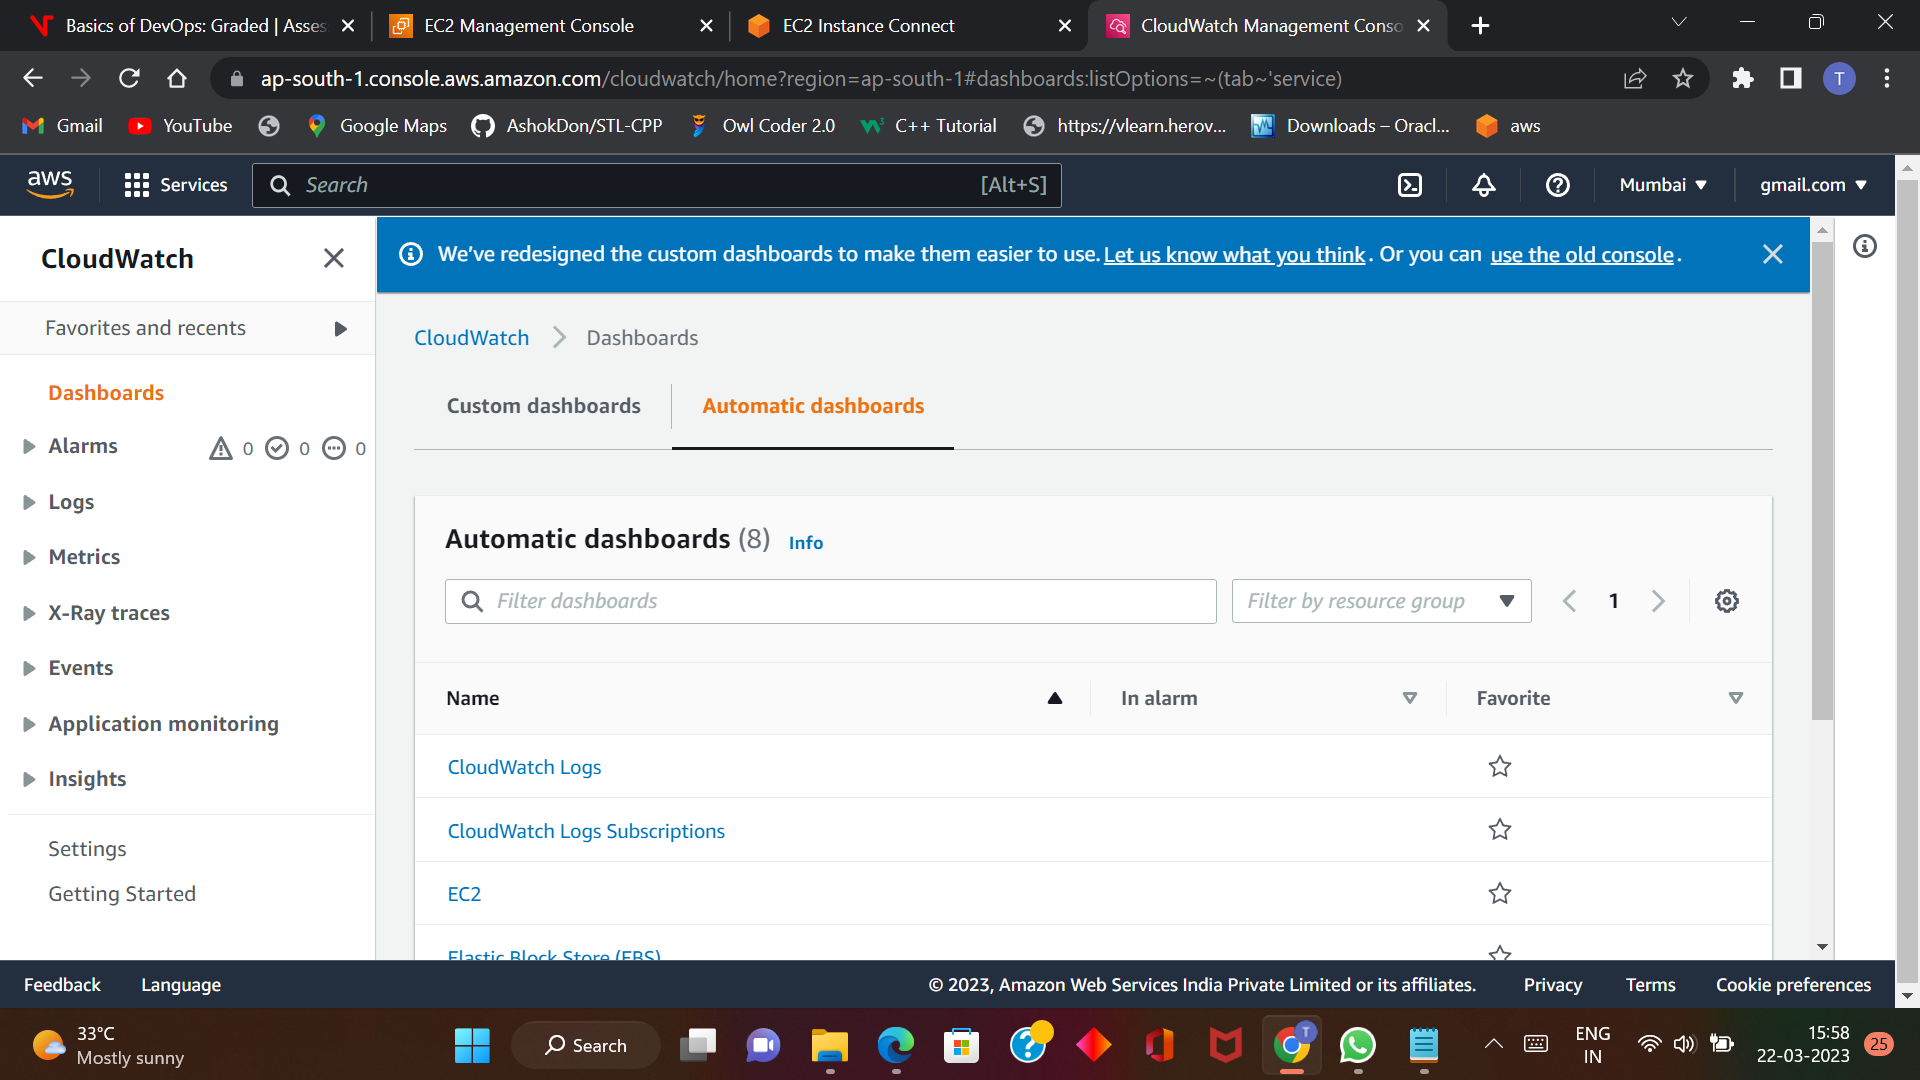 Basics of DevOps: Graded | Asses
EC2 Management Console
EC2 Instance Connect
CloudWatch Management Conso
ap-south-1.console.aws.amazon.com/cloudwatch/home?region=ap-south-1#dashboards:listOptions=~(tab~'service)
T
Gmail
YouTube
Google Maps
AshokDon/STL-CPP
Owl Coder 2.0
C++ Tutorial
https://vlearn.herov...
Downloads – Oracl...
aws
aws
Services
Search
[Alt+S]
Mumbai
gmail.com
CloudWatch
We've redesigned the custom dashboards to make them easier to use. Let us know what you think. Or you can use the old console.
Favorites and recents
CloudWatch
Dashboards
Dashboards
Custom dashboards
Automatic dashboards
Alarms
0
0
0
Logs
Metrics
X-Ray traces
Events
Application monitoring
Insights
Settings
Getting Started
Automatic dashboards (8) Info
Filter dashboards
Filter by resource group
1
Name
In alarm
Favorite
CloudWatch Logs
CloudWatch Logs Subscriptions
EC2
Elastic Block Store (EBS)
Feedback
Language
© 2023, Amazon Web Services India Private Limited or its affiliates.
Privacy
Terms
Cookie preferences
33°C
Mostly sunny
Search
T
ENG
IN
15:58
22-03-2023
25